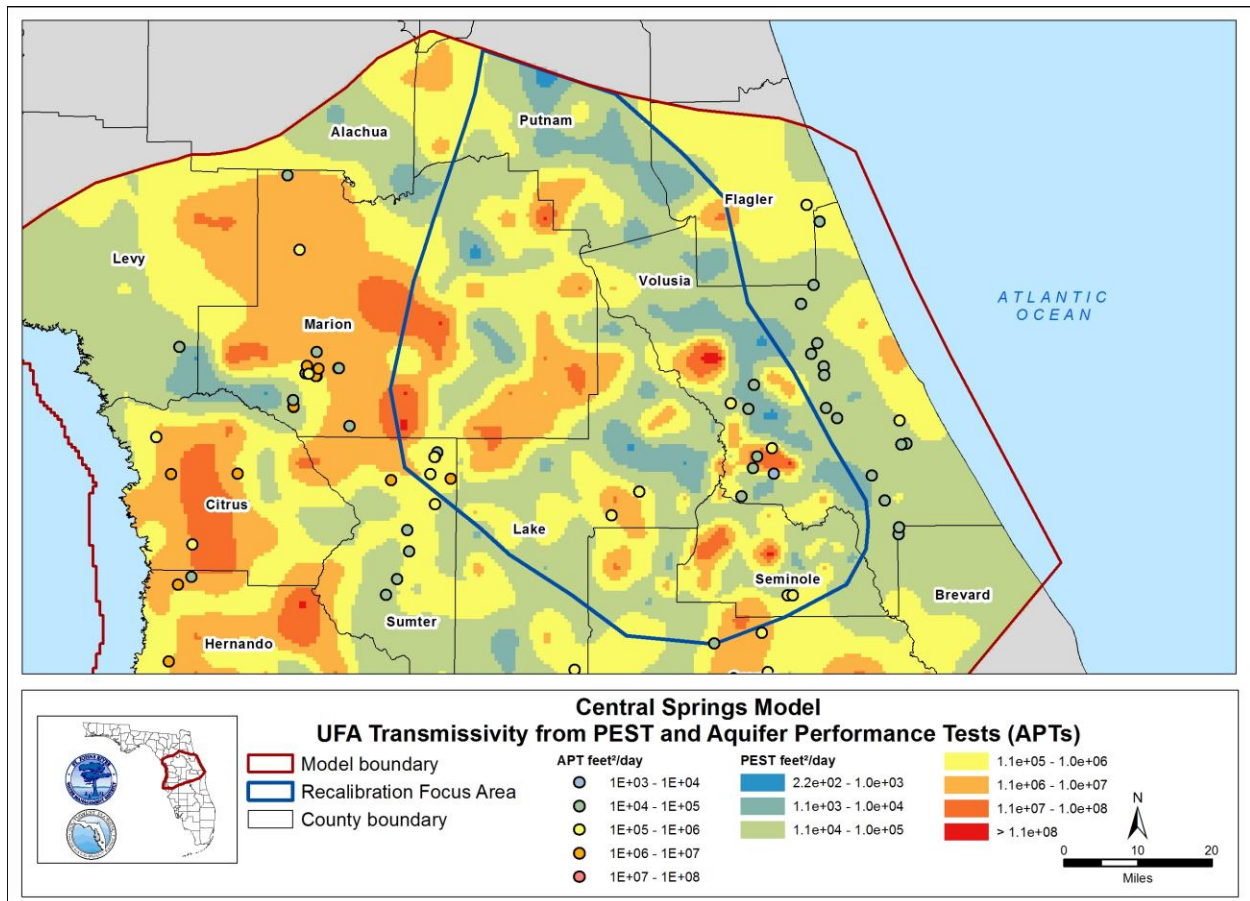 Alachua
Putnam
Flagler
Levy
Volusia
ATLANTIC
OCEAN
Marion
Citrus
Lake
Seminole
Brevard
Sumter
Hernando
Central Springs Model
UFA Transmissivity from PEST and Aquifer Performance Tests (APTs)
Model boundary
Recalibration Focus Area
County boundary
APT feet²/day
1E+03 - 1E+04
1E+04 - 1E+05
1E+05 - 1E+06
1E+06 - 1E+07
1E+07 - 1E+08
PEST feet²/day
2.2e+02 - 1.0e+03
1.1e+03 - 1.0e+04
1.1e+04 - 1.0e+05
1.1e+05 - 1.0e+06
1.1e+06 - 1.0e+07
1.1e+07 - 1.0e+08
> 1.1e+08
N
0 10 20
Miles